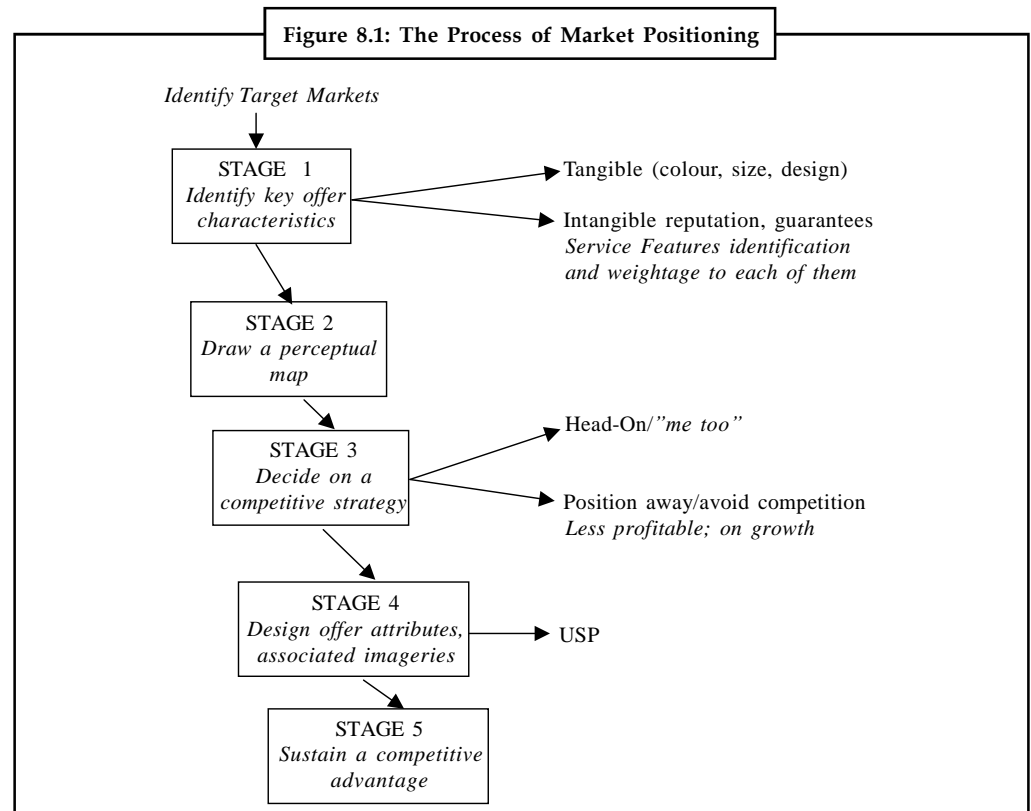 Figure 8.1: The Process of Market Positioning
Identify Target Markets
STAGE 1
Identify key offer
characteristics
Tangible (colour, size, design)
Intangible reputation, guarantees
Service Features identification
and weightage to each of them
STAGE 2
Draw a perceptual
map
STAGE 3
Decide on a
competitive strategy
Head-On/”me too”
Position away/avoid competition
Less profitable; on growth
STAGE 4
Design offer attributes,
associated imageries
USP
STAGE 5
Sustain a competitive
advantage